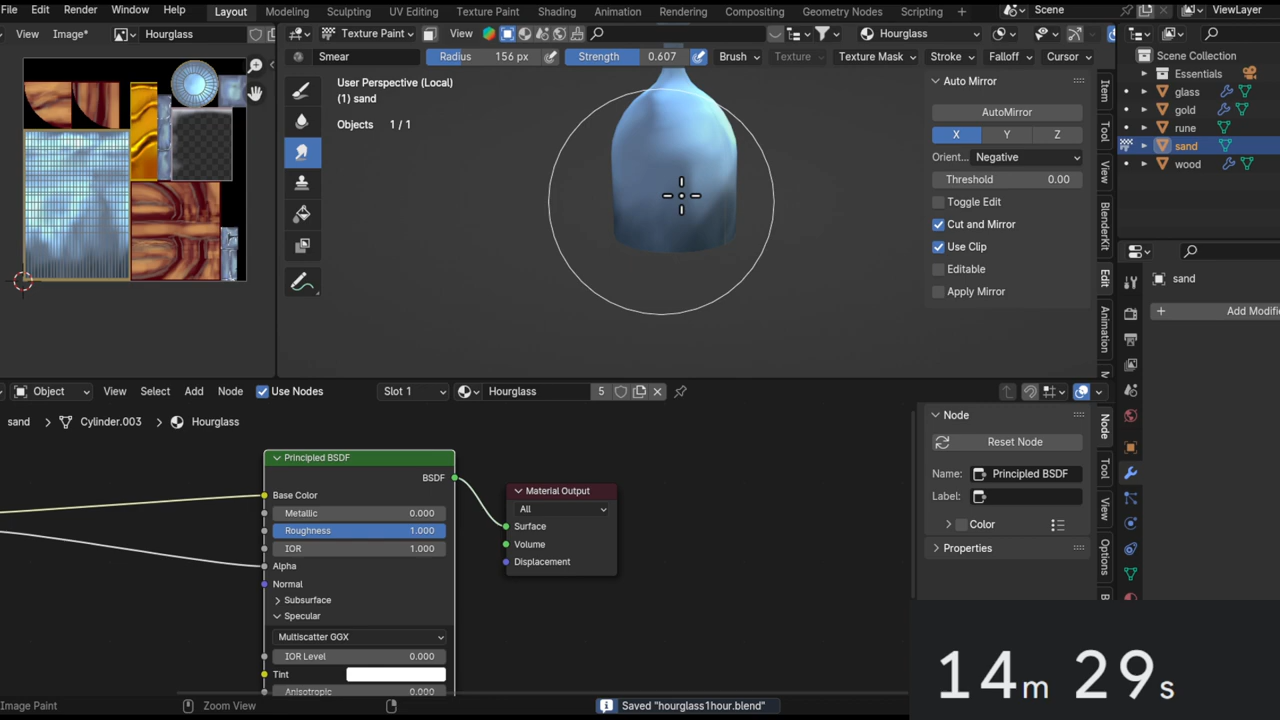 File Edit Render Window Help Layout Modeling Sculpting UV Editing Texture Paint Shading Animation Rendering Compositing Geometry Nodes Scripting + Scene ViewLayer
View Image* Hourglass Texture Paint View Hourglass
Smear Radius 156 px Strength 0.607 Brush Texture Texture Mask Stroke Falloff Cursor
Scene Collection
Essentials
glass
gold
rune
sand
wood
User Perspective (Local)
(1) sand
Objects 1 / 1
Auto Mirror
AutoMirror
X Y Z
Orient... Negative
Threshold 0.00
Toggle Edit
Cut and Mirror
Use Clip
Editable
Apply Mirror
Item
Tool
View
BlenderKit
Edit
Animation
sand
Add Modifi
Object View Select Add Node Use Nodes Slot 1 Hourglass 5
sand Cylinder.003 Hourglass
Principled BSDF
BSDF
Base Color
Metallic 0.000
Roughness 1.000
IOR 1.000
Alpha
Normal
Subsurface
Specular
Multiscatter GGX
IOR Level 0.000
Tint
Anisotropic 0.000
Material Output
All
Surface
Volume
Displacement
Node
Reset Node
Name: Principled BSDF
Label:
Color
Properties
Node
Tool
View
Options
14m 29s
Image Paint Zoom View Saved "hourglass1hour.blend"